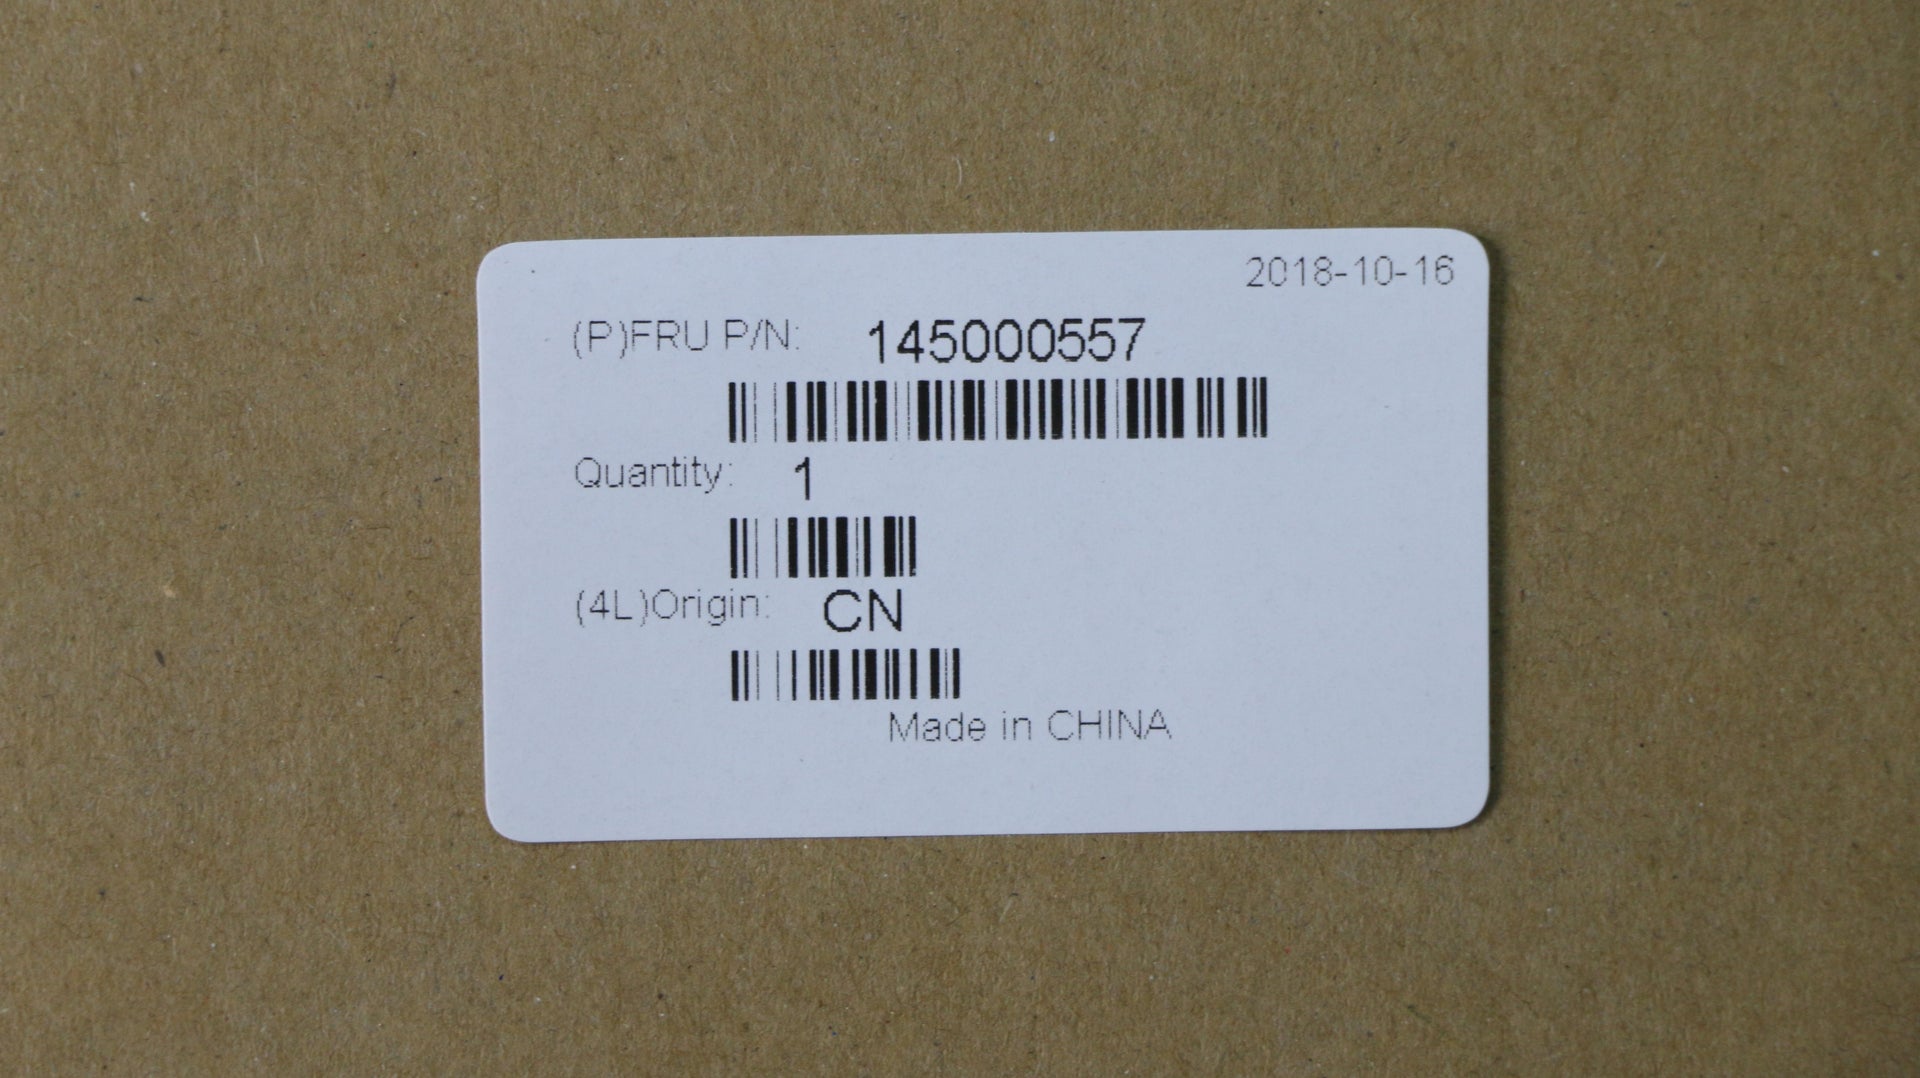 2018-10-16
(P)FRU P/N: 145000557
Quantity: 1
(4L)Origin: CN
Made in CHINA